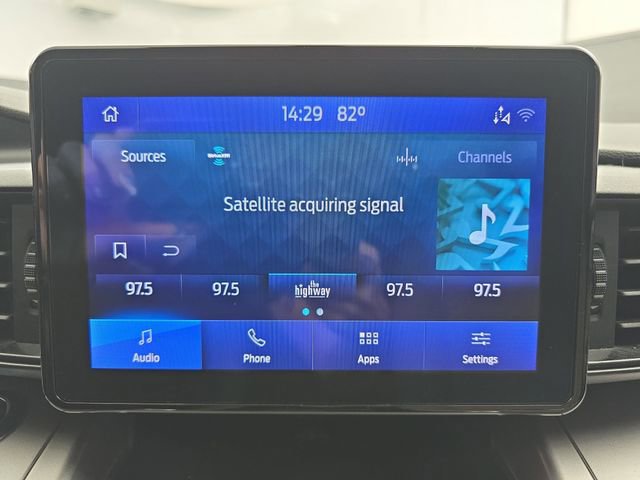 14:29 82°
Sources SiriusXM Channels
Satellite acquiring signal
97.5 97.5 the highway 97.5 97.5
Audio Phone Apps Settings